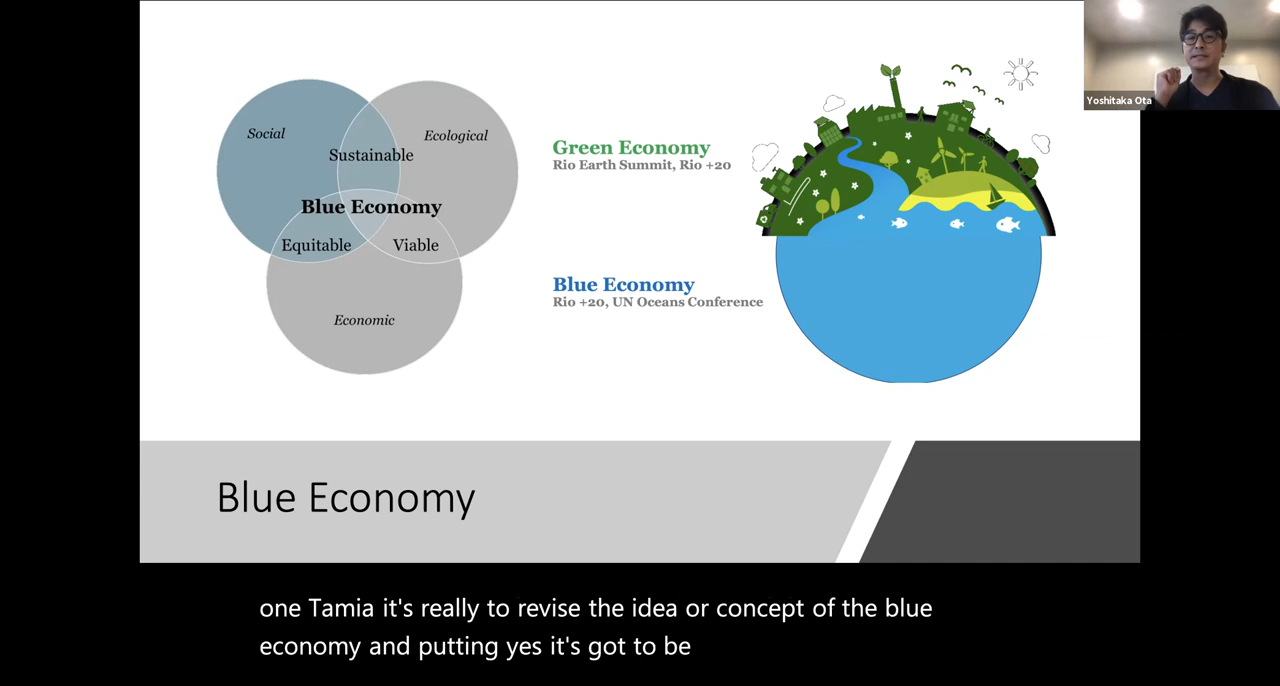 Social
Ecological
Sustainable
Blue Economy
Equitable
Viable
Economic
Green Economy
Rio Earth Summit, Rio +20
Blue Economy
Rio +20, UN Oceans Conference
Yoshitaka Ota
Blue Economy
one Tamia it's really to revise the idea or concept of the blue
economy and putting yes it's got to be